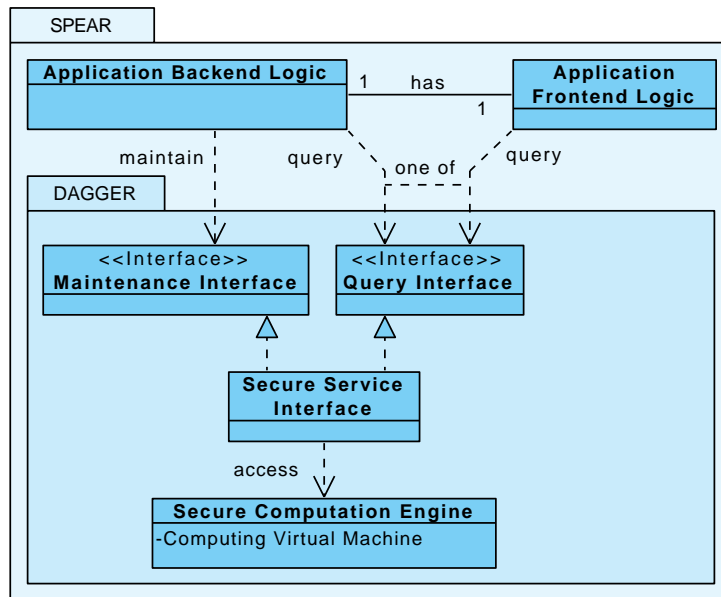 SPEAR
Application Backend Logic
1
has
1
Application
Frontend Logic
maintain
query
one of
query
DAGGER
<<Interface>>
Maintenance Interface
<<Interface>>
Query Interface
Secure Service
Interface
access
Secure Computation Engine
-Computing Virtual Machine